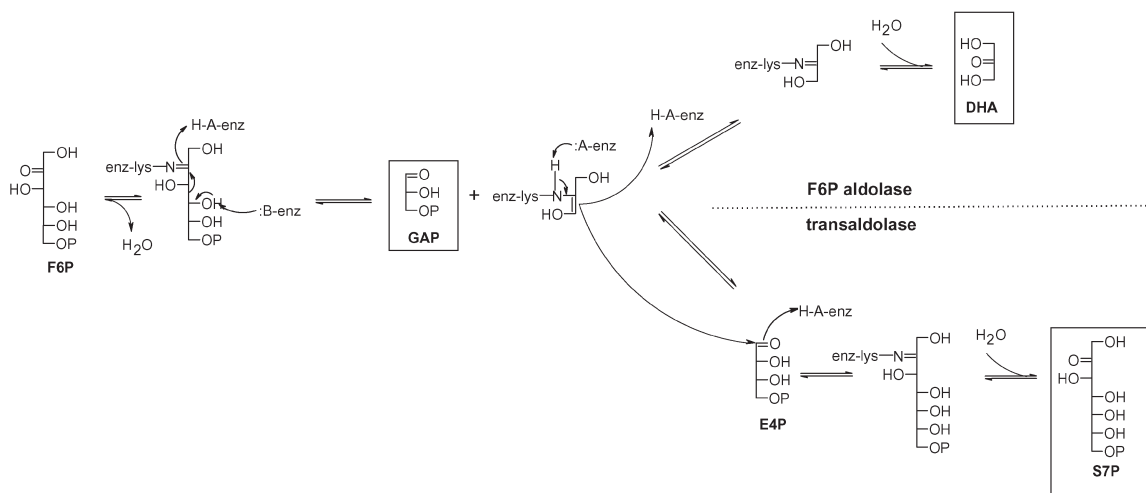 OH
O
HO
OH
OH
OP
F6P
H2O
H-A-enz
OH
enz-lys
N
HO
OH
OH
OP
:B-enz
O
OH
OP
GAP
+
:A-enz
H
OH
enz-lys
N
HO
H-A-enz
OH
enz-lys
N
HO
H2O
HO
O
HO
DHA
F6P aldolase
transaldolase
H-A-enz
O
OH
OH
OP
E4P
OH
enz-lys
N
HO
OH
OH
OH
OP
H2O
OH
O
HO
OH
OH
OH
OP
S7P